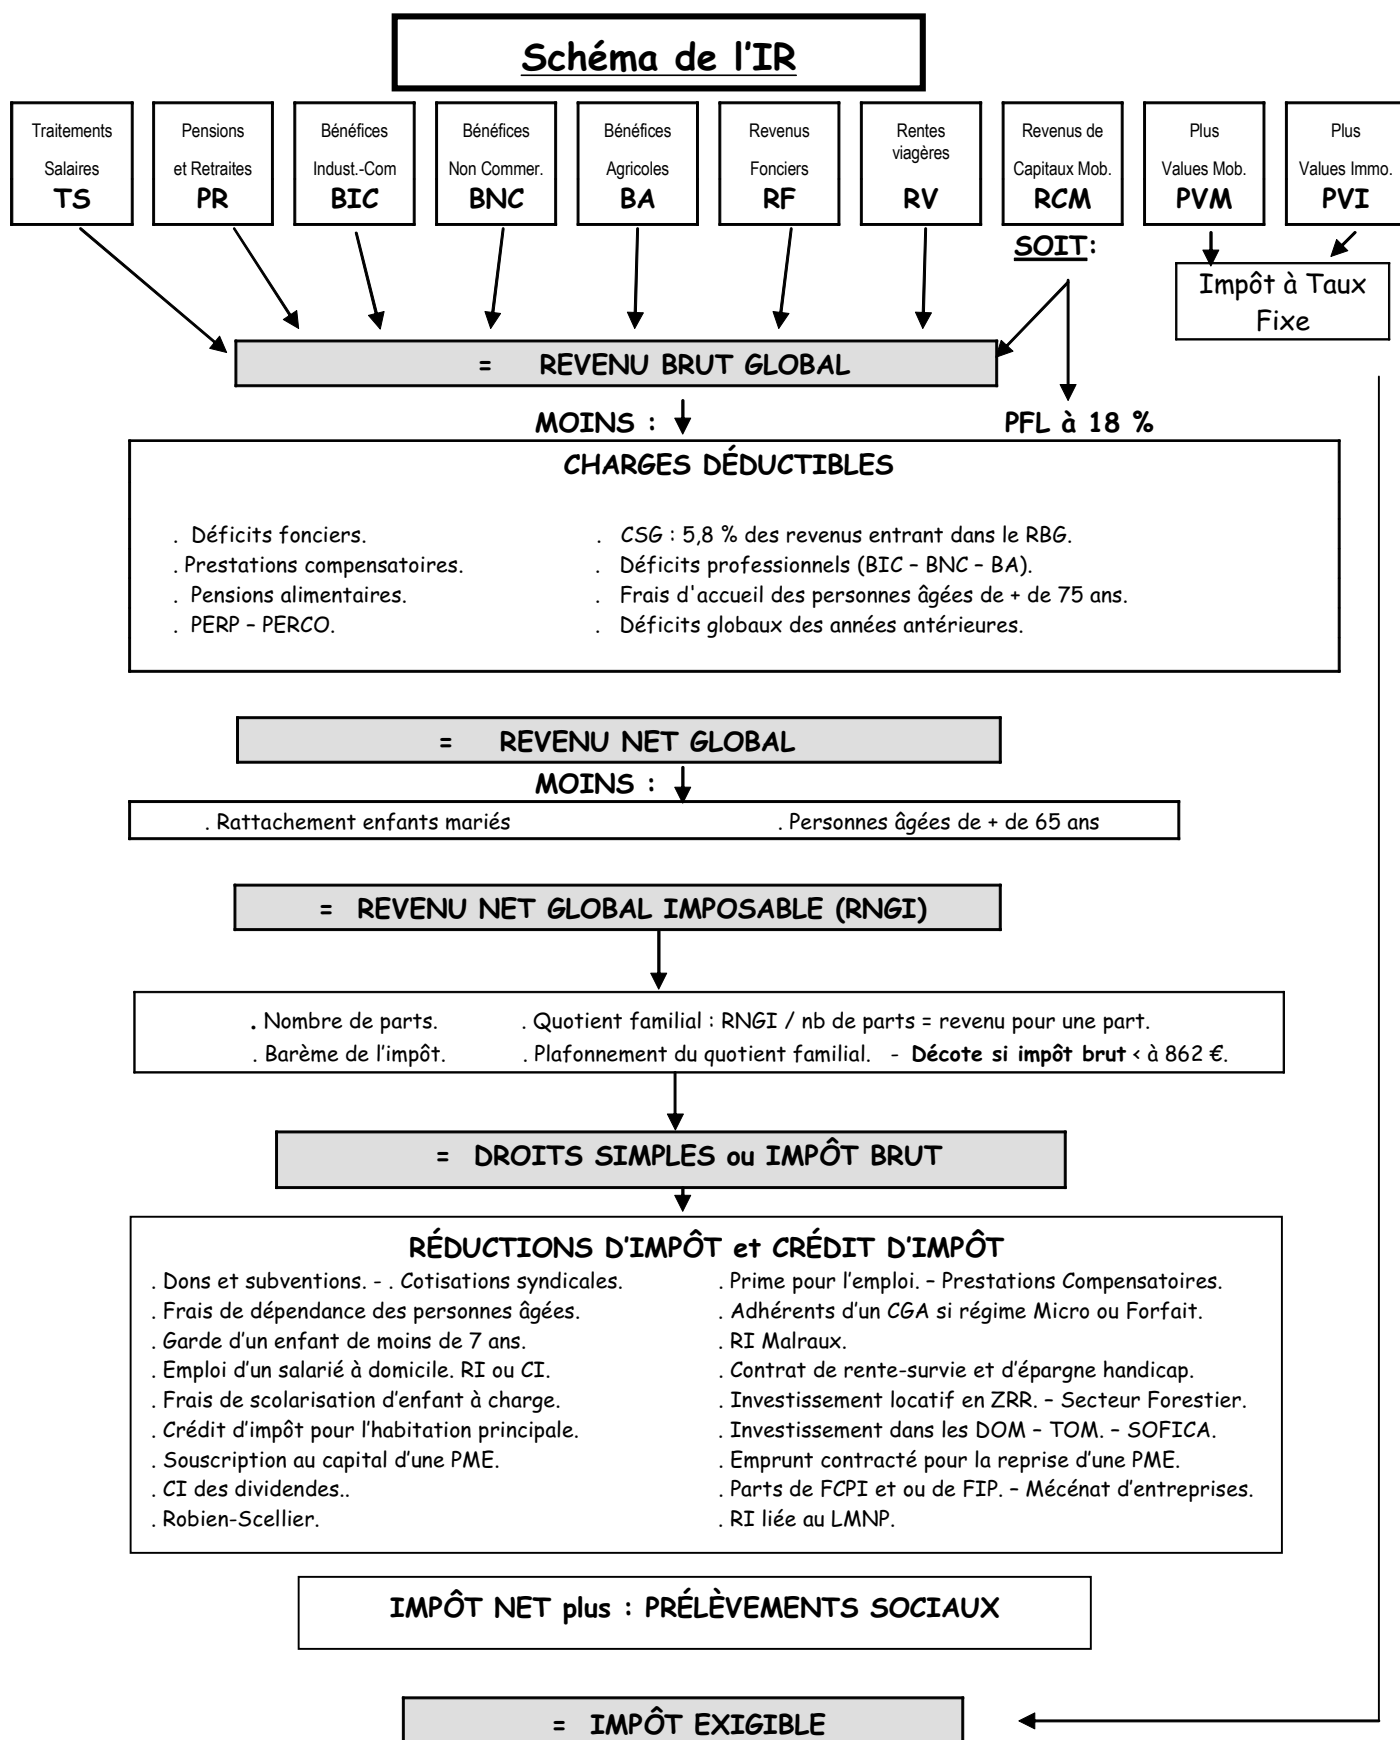 Schéma de l'IR
Traitements
Salaires
TS
Pensions
et Retraites
PR
Bénéfices
Indust.-Com
BIC
Bénéfices
Non Commer.
BNC
Bénéfices
Agricoles
BA
Revenus
Fonciers
RF
Rentes
viagères
RV
Revenus de
Capitaux Mob.
RCM
Plus
Values Mob.
PVM
Plus
Values Immo.
PVI
SOIT:
Impôt à Taux
Fixe
= REVENU BRUT GLOBAL
MOINS :
PFL à 18 %
CHARGES DÉDUCTIBLES
. Déficits fonciers.
. Prestations compensatoires.
. Pensions alimentaires.
. PERP – PERCO.
. CSG : 5,8 % des revenus entrant dans le RBG.
. Déficits professionnels (BIC – BNC – BA).
. Frais d'accueil des personnes âgées de + de 75 ans.
. Déficits globaux des années antérieures.
= REVENU NET GLOBAL
MOINS :
. Rattachement enfants mariés . Personnes âgées de + de 65 ans
= REVENU NET GLOBAL IMPOSABLE (RNGI)
. Nombre de parts. . Quotient familial : RNGI / nb de parts = revenu pour une part.
. Barème de l'impôt. . Plafonnement du quotient familial. - Décote si impôt brut < à 862 €.
= DROITS SIMPLES ou IMPÔT BRUT
RÉDUCTIONS D'IMPÔT et CRÉDIT D'IMPÔT
. Dons et subventions. - . Cotisations syndicales.
. Frais de dépendance des personnes âgées.
. Garde d'un enfant de moins de 7 ans.
. Emploi d'un salarié à domicile. RI ou CI.
. Frais de scolarisation d'enfant à charge.
. Crédit d'impôt pour l'habitation principale.
. Souscription au capital d'une PME.
. CI des dividendes..
. Robien-Scellier.
. Prime pour l'emploi. – Prestations Compensatoires.
. Adhérents d'un CGA si régime Micro ou Forfait.
. RI Malraux.
. Contrat de rente-survie et d'épargne handicap.
. Investissement locatif en ZRR. – Secteur Forestier.
. Investissement dans les DOM – TOM. – SOFICA.
. Emprunt contracté pour la reprise d'une PME.
. Parts de FCPI et ou de FIP. – Mécénat d'entreprises.
. RI liée au LMNP.
IMPÔT NET plus : PRÉLÈVEMENTS SOCIAUX
= IMPÔT EXIGIBLE